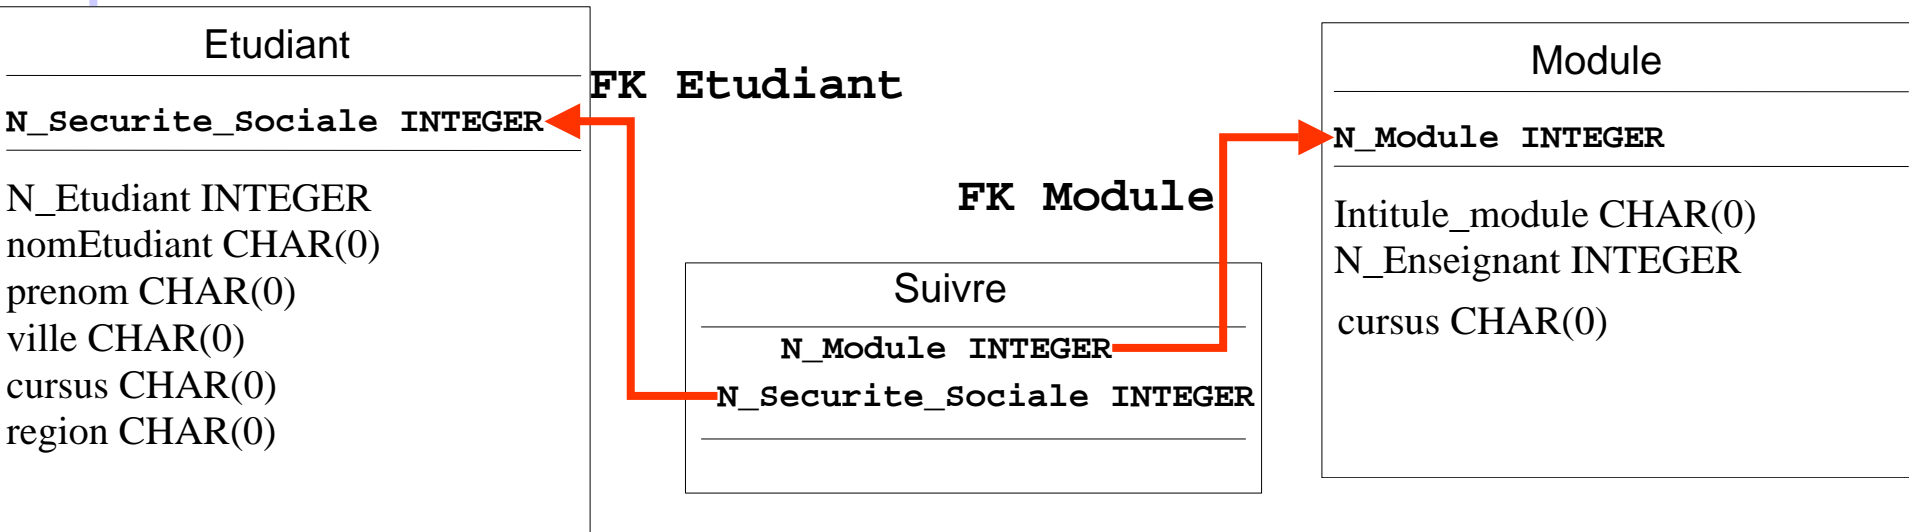 Etudiant
N_Securite_Sociale INTEGER
N_Etudiant INTEGER
nomEtudiant CHAR(0)
prenom CHAR(0)
ville CHAR(0)
cursus CHAR(0)
region CHAR(0)
FK Etudiant
FK Module
Suivre
N_Module INTEGER
N_Securite_Sociale INTEGER
Module
N_Module INTEGER
Intitule_module CHAR(0)
N_Enseignant INTEGER
cursus CHAR(0)